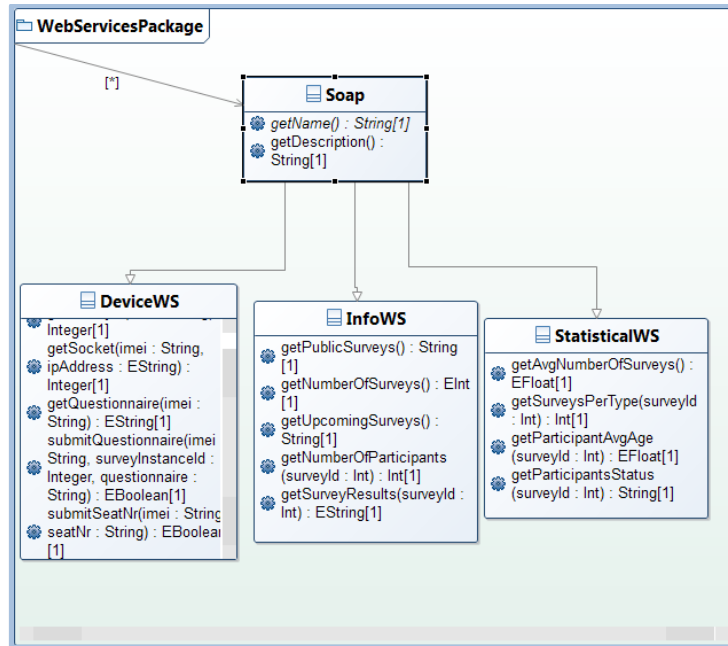 WebServicesPackage
[*]
Soap
getName() : String[1]
getDescription() :
String[1]
DeviceWS
Integer[1]
getSocket(imei : String,
ipAddress : EString) :
Integer[1]
getQuestionnaire(imei :
String) : EString[1]
submitQuestionnaire(imei
String, surveyInstanceId :
Integer, questionnaire :
String) : EBoolean[1]
submitSeatNr(imei : String
seatNr : String) : EBoolea
[1]
InfoWS
getPublicSurveys() : String
[1]
getNumberOfSurveys() : EInt
[1]
getUpcomingSurveys() :
String[1]
getNumberOfParticipants
(surveyId : Int) : Int[1]
getSurveyResults(surveyId :
Int) : EString[1]
StatisticalWS
getAvgNumberOfSurveys() :
EFloat[1]
getSurveysPerType(surveyId
: Int) : Int[1]
getParticipantAvgAge
(surveyId : Int) : EFloat[1]
getParticipantsStatus
(surveyId : Int) : String[1]